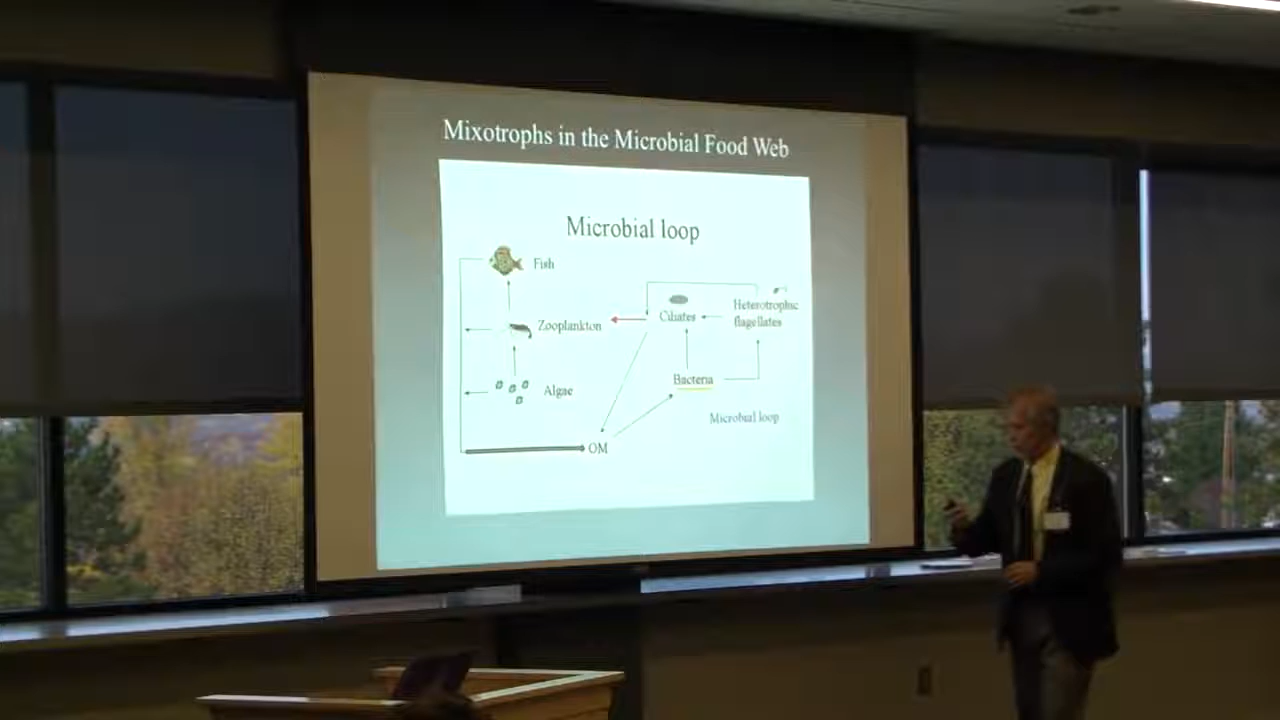 Mixotrophs in the Microbial Food Web
Microbial loop
Fish
Zooplankton
Ciliates
Heterotrophic
flagellates
Algae
Bacteria
Microbial loop
OM